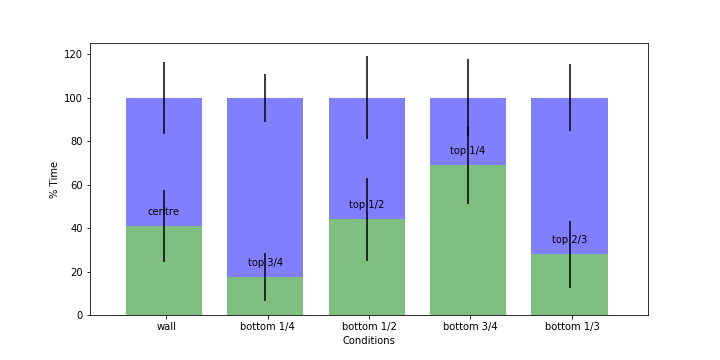 120
100
80
60
40
20
0
% Time
centre
top 3/4
top 1/2
top 1/4
top 2/3
wall
bottom 1/4
bottom 1/2
bottom 3/4
bottom 1/3
Conditions